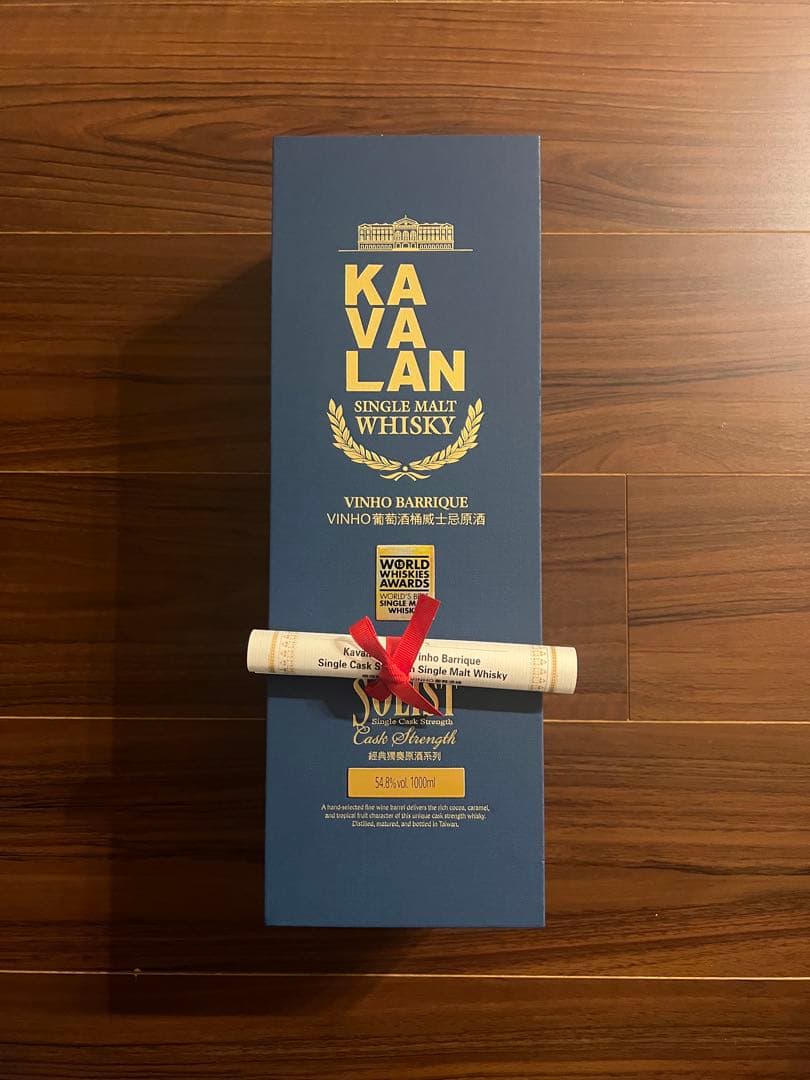 KA
VA
LAN
SINGLE MALT
WHISKY
VINHO BARRIQUE
VINHO葡萄酒桶威士忌原酒
WORLD
WHISKIES
AWARDS
WORLD'S
SINGLE
WHISKY
Barrique
Single Cask Single Malt Whisky
SOLIST
Single Cask Strength
Cask Strength
經典獨奏原酒系列
54.8% vol. 1000ml
A hand-selected fine wine barrel delivers the rich cocoa, caramel,
and tropical fruit character of this unique cask strength whisky.
Distilled, matured, and bottled in Taiwan.